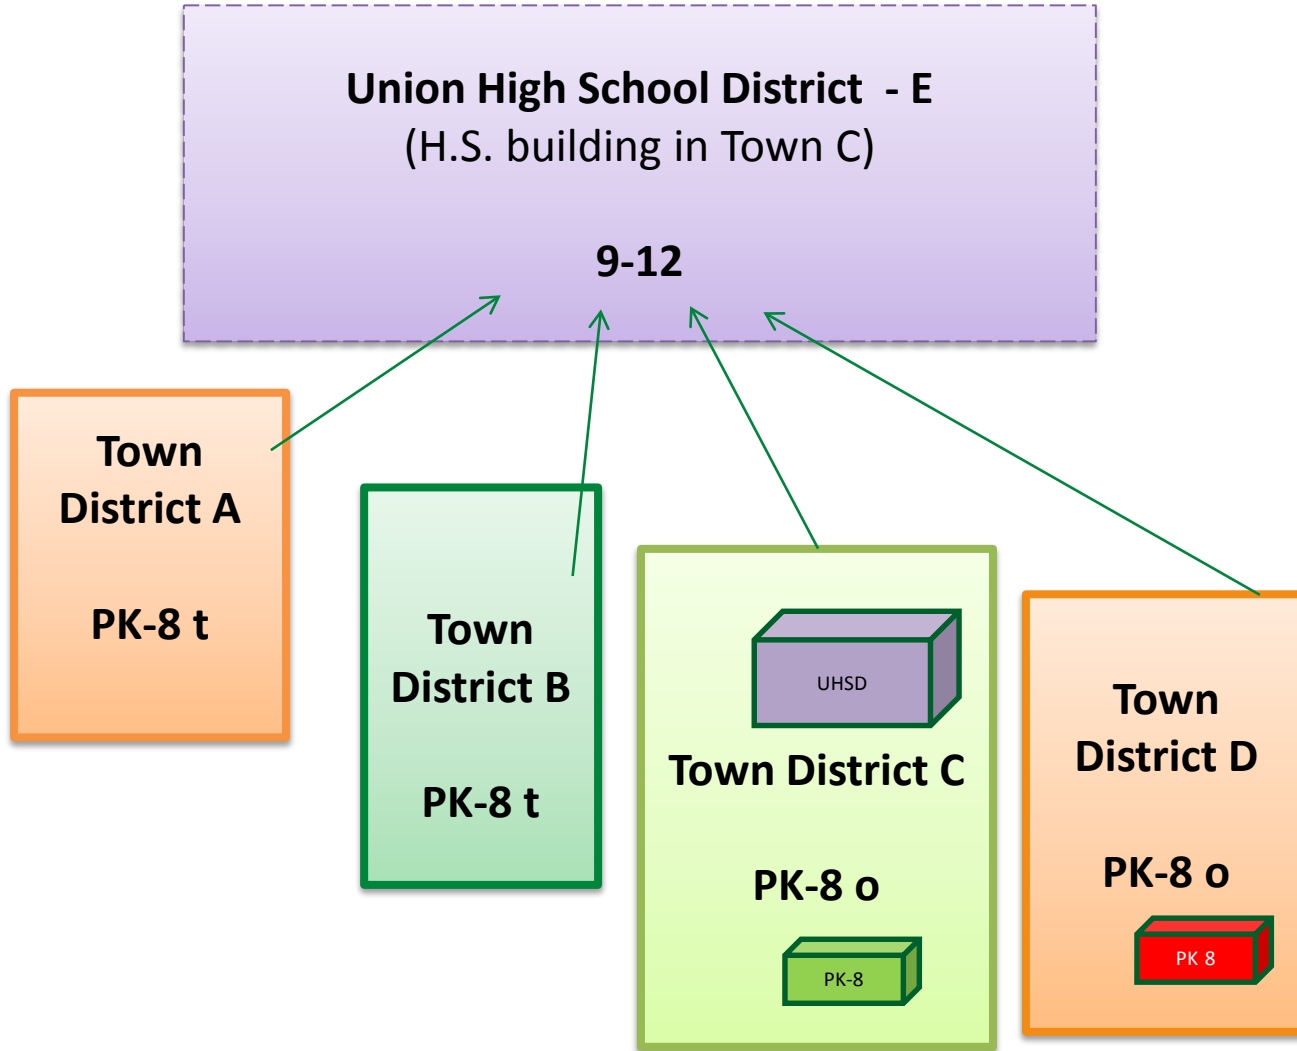 Union High School District  - E
(H.S. building in Town C)
9-12
Town
District A
PK-8 t
Town
District B
PK-8 t
UHSD
Town District C
PK-8 o
PK-8
Town
District D
PK-8 o
PK 8